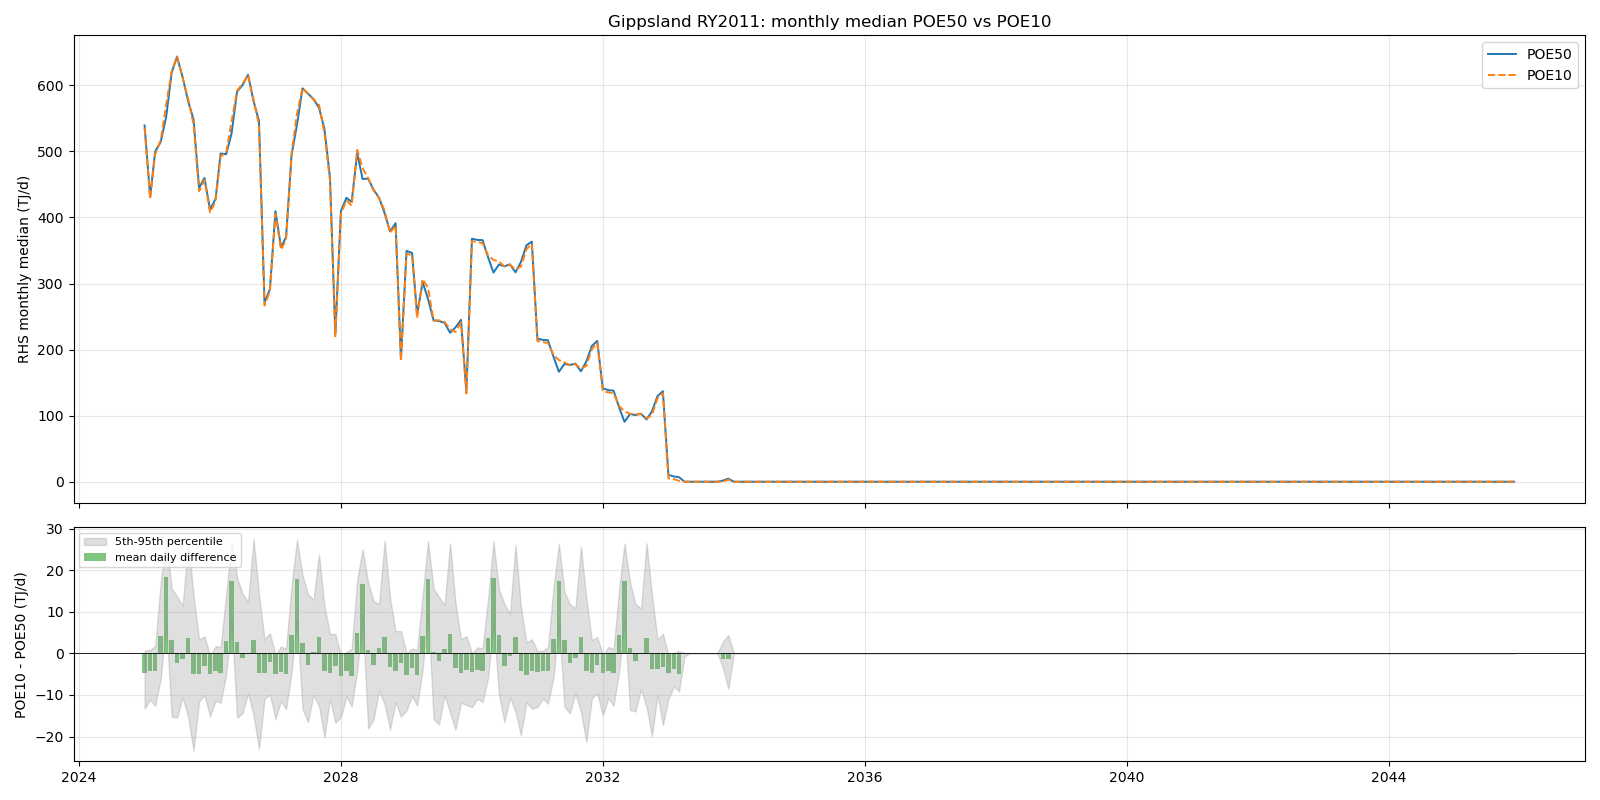 Gippsland RY2011: monthly median POE50 vs POE10
RHS monthly median (TJ/d)
600
500
400
300
200
100
0
POE50
POE10
POE10 - POE50 (TJ/d)
30
20
10
0
−10
−20
5th-95th percentile
mean daily difference
2024
2028
2032
2036
2040
2044